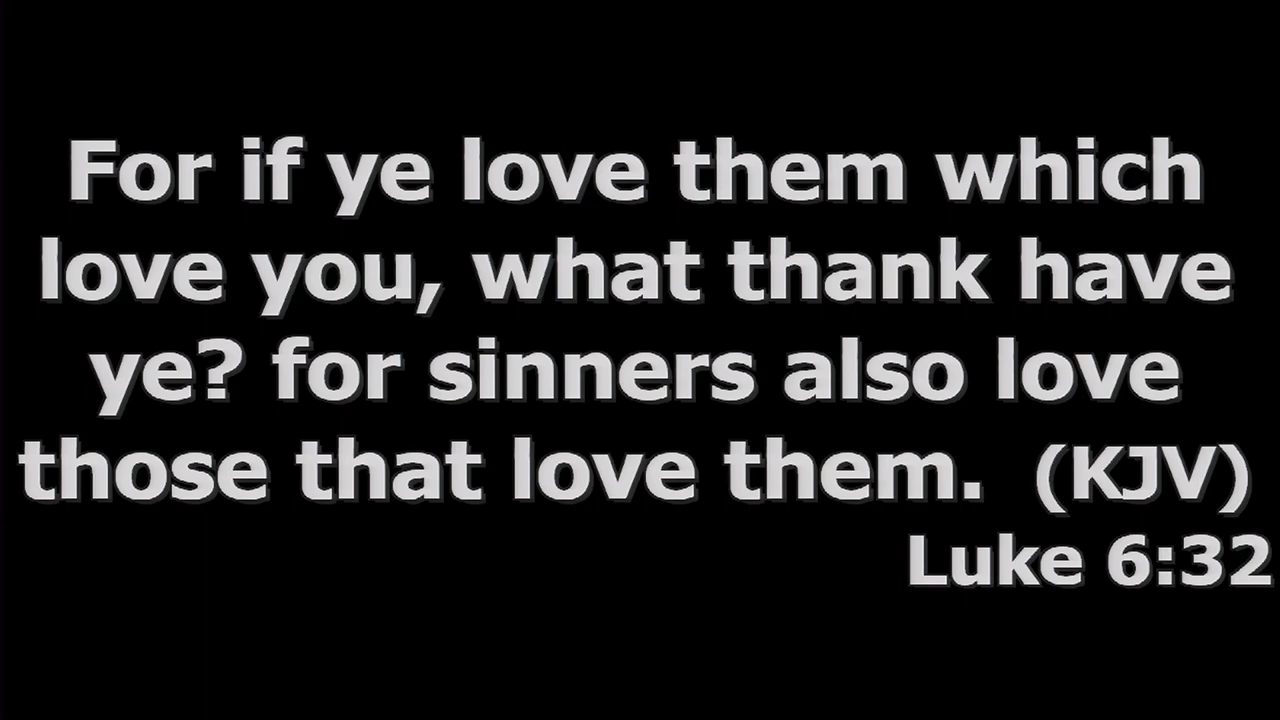 For if ye love them which
love you, what thank have
ye? for sinners also love
those that love them.  (KJV)
Luke 6:32